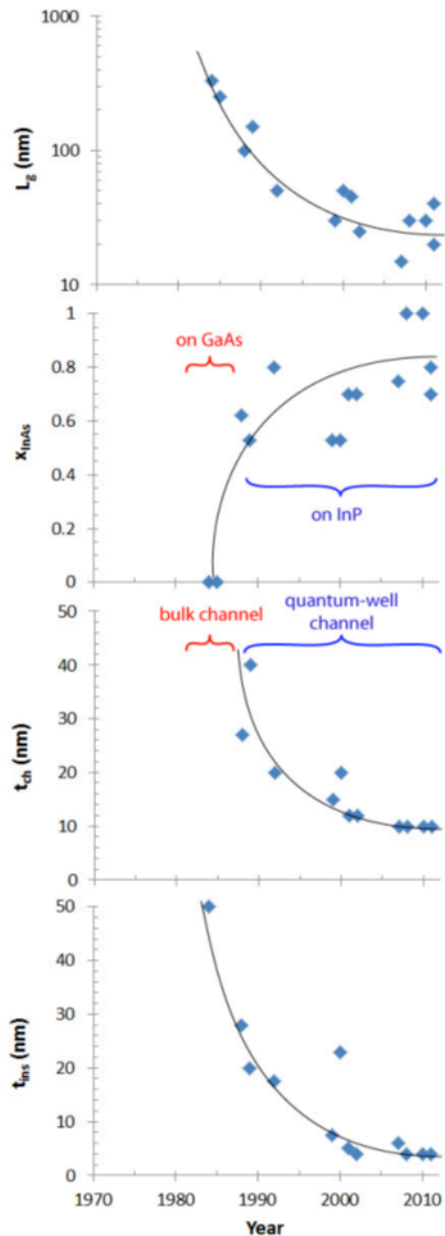 1000
100
10
Lg (nm)
on GaAs
1
0.8
0.6
0.4
0.2
0
xInAs
on InP
bulk channel
quantum-well
channel
50
40
30
20
10
0
tch (nm)
50
40
30
20
10
0
tins (nm)
1970
1980
1990
2000
2010
Year